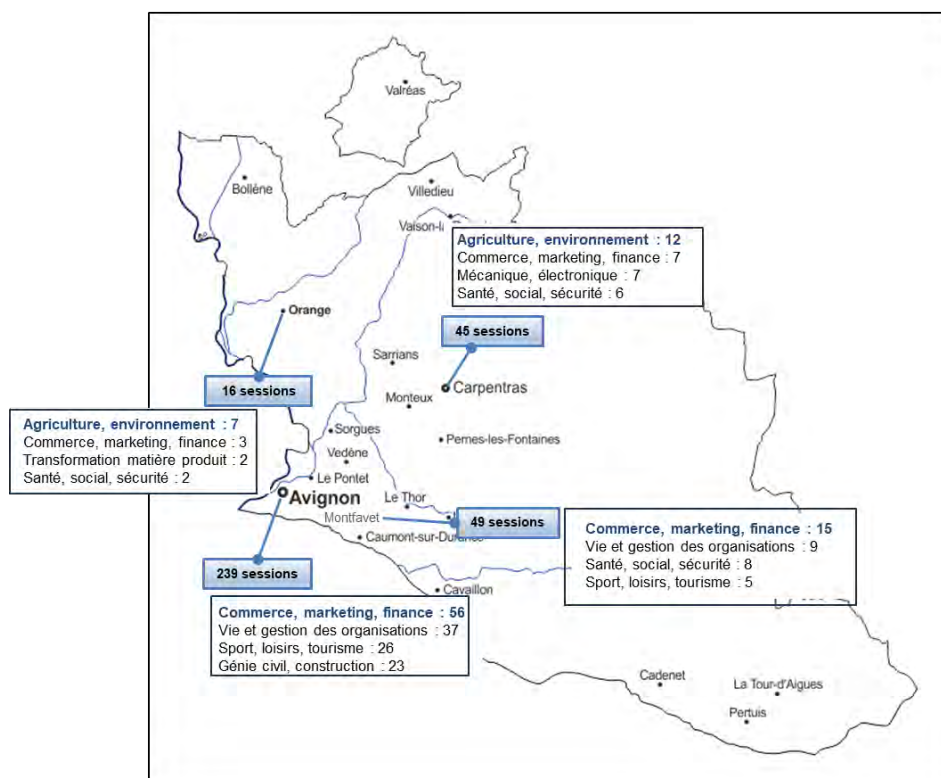 Valréas
Bollène
Villedieu
Vaison-l
Agriculture, environnement : 12
Commerce, marketing, finance : 7
Mécanique, électronique : 7
Santé, social, sécurité : 6
Orange
45 sessions
Sarrians
16 sessions
Carpentras
Monteux
Agriculture, environnement : 7
Commerce, marketing, finance : 3
Transformation matière produit : 2
Santé, social, sécurité : 2
Sorgues
Pernes-les-Fontaines
Vedène
Le Pontet
Avignon
Le Thor
Montfavet
49 sessions
Caumont-sur-Durance
Commerce, marketing, finance : 15
Vie et gestion des organisations : 9
Santé, social, sécurité : 8
Sport, loisirs, tourisme : 5
239 sessions
Cavaillon
Commerce, marketing, finance : 56
Vie et gestion des organisations : 37
Sport, loisirs, tourisme : 26
Génie civil, construction : 23
Cadenet
La Tour-d'Aigues
Pertuis